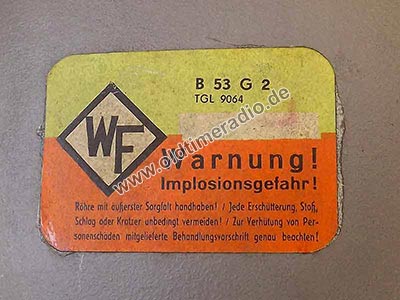 B 53 G 2
TGL 9064
WF
www.oldtimeradio.de
Warnung!
Implosionsgefahr!
Röhre mit äußerster Sorgfalt handhaben! / Jede Erschütterung, Stoß,
Schlag oder Kratzer unbedingt vermeiden! / Zur Verhütung von Per-
sonenschaden mitgelieferte Behandlungsvorschrift genau beachten!